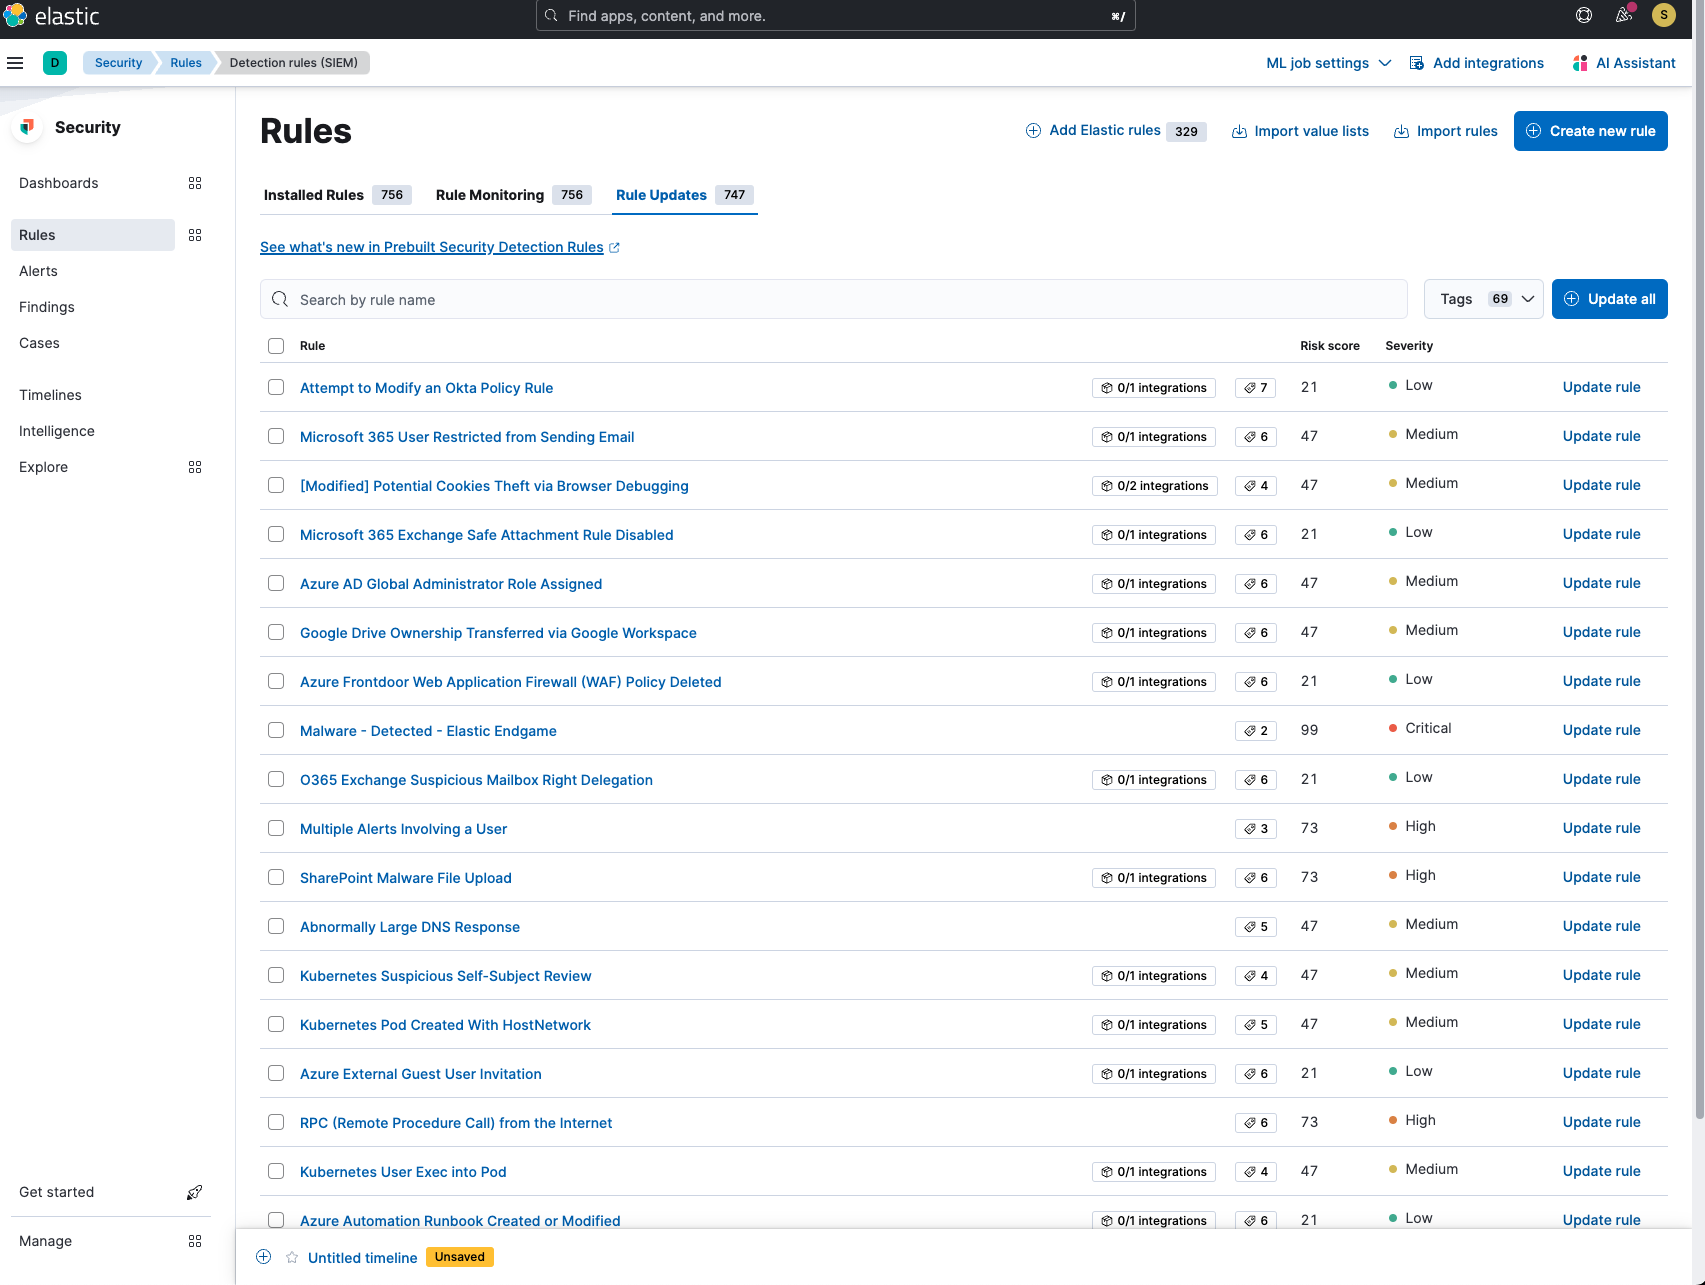 elastic
Find apps, content, and more.
⌘/
S
D
Security
Rules
Detection rules (SIEM)
ML job settings
Add integrations
AI Assistant
Security
Dashboards
Rules
Alerts
Findings
Cases
Timelines
Intelligence
Explore
Get started
Manage
Rules
Add Elastic rules 329
Import value lists
Import rules
Create new rule
Installed Rules 756
Rule Monitoring 756
Rule Updates 747
See what's new in Prebuilt Security Detection Rules
Search by rule name
Tags 69
Update all
Rule Risk score Severity
Attempt to Modify an Okta Policy Rule 0/1 integrations 7 21 Low Update rule
Microsoft 365 User Restricted from Sending Email 0/1 integrations 6 47 Medium Update rule
[Modified] Potential Cookies Theft via Browser Debugging 0/2 integrations 4 47 Medium Update rule
Microsoft 365 Exchange Safe Attachment Rule Disabled 0/1 integrations 6 21 Low Update rule
Azure AD Global Administrator Role Assigned 0/1 integrations 6 47 Medium Update rule
Google Drive Ownership Transferred via Google Workspace 0/1 integrations 6 47 Medium Update rule
Azure Frontdoor Web Application Firewall (WAF) Policy Deleted 0/1 integrations 6 21 Low Update rule
Malware - Detected - Elastic Endgame 2 99 Critical Update rule
O365 Exchange Suspicious Mailbox Right Delegation 0/1 integrations 6 21 Low Update rule
Multiple Alerts Involving a User 3 73 High Update rule
SharePoint Malware File Upload 0/1 integrations 6 73 High Update rule
Abnormally Large DNS Response 5 47 Medium Update rule
Kubernetes Suspicious Self-Subject Review 0/1 integrations 4 47 Medium Update rule
Kubernetes Pod Created With HostNetwork 0/1 integrations 5 47 Medium Update rule
Azure External Guest User Invitation 0/1 integrations 6 21 Low Update rule
RPC (Remote Procedure Call) from the Internet 6 73 High Update rule
Kubernetes User Exec into Pod 0/1 integrations 4 47 Medium Update rule
Azure Automation Runbook Created or Modified 0/1 integrations 6 21 Low Update rule
Untitled timeline Unsaved